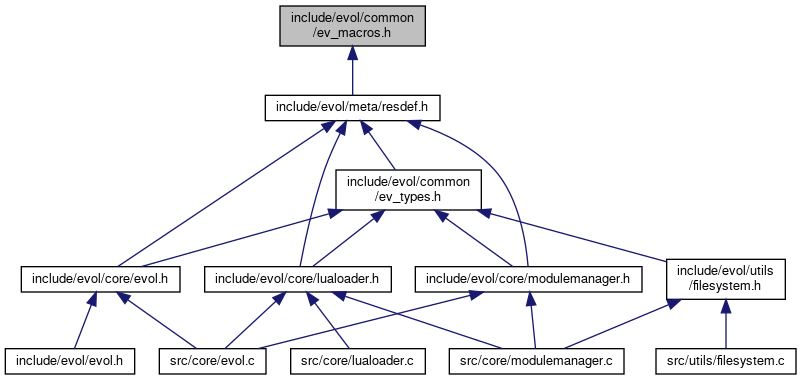 include/evol/common
/ev_macros.h
include/evol/meta/resdef.h
include/evol/common
/ev_types.h
include/evol/core/evol.h
include/evol/core/lualoader.h
include/evol/core/modulemanager.h
include/evol/utils
/filesystem.h
include/evol/evol.h
src/core/evol.c
src/core/lualoader.c
src/core/modulemanager.c
src/utils/filesystem.c